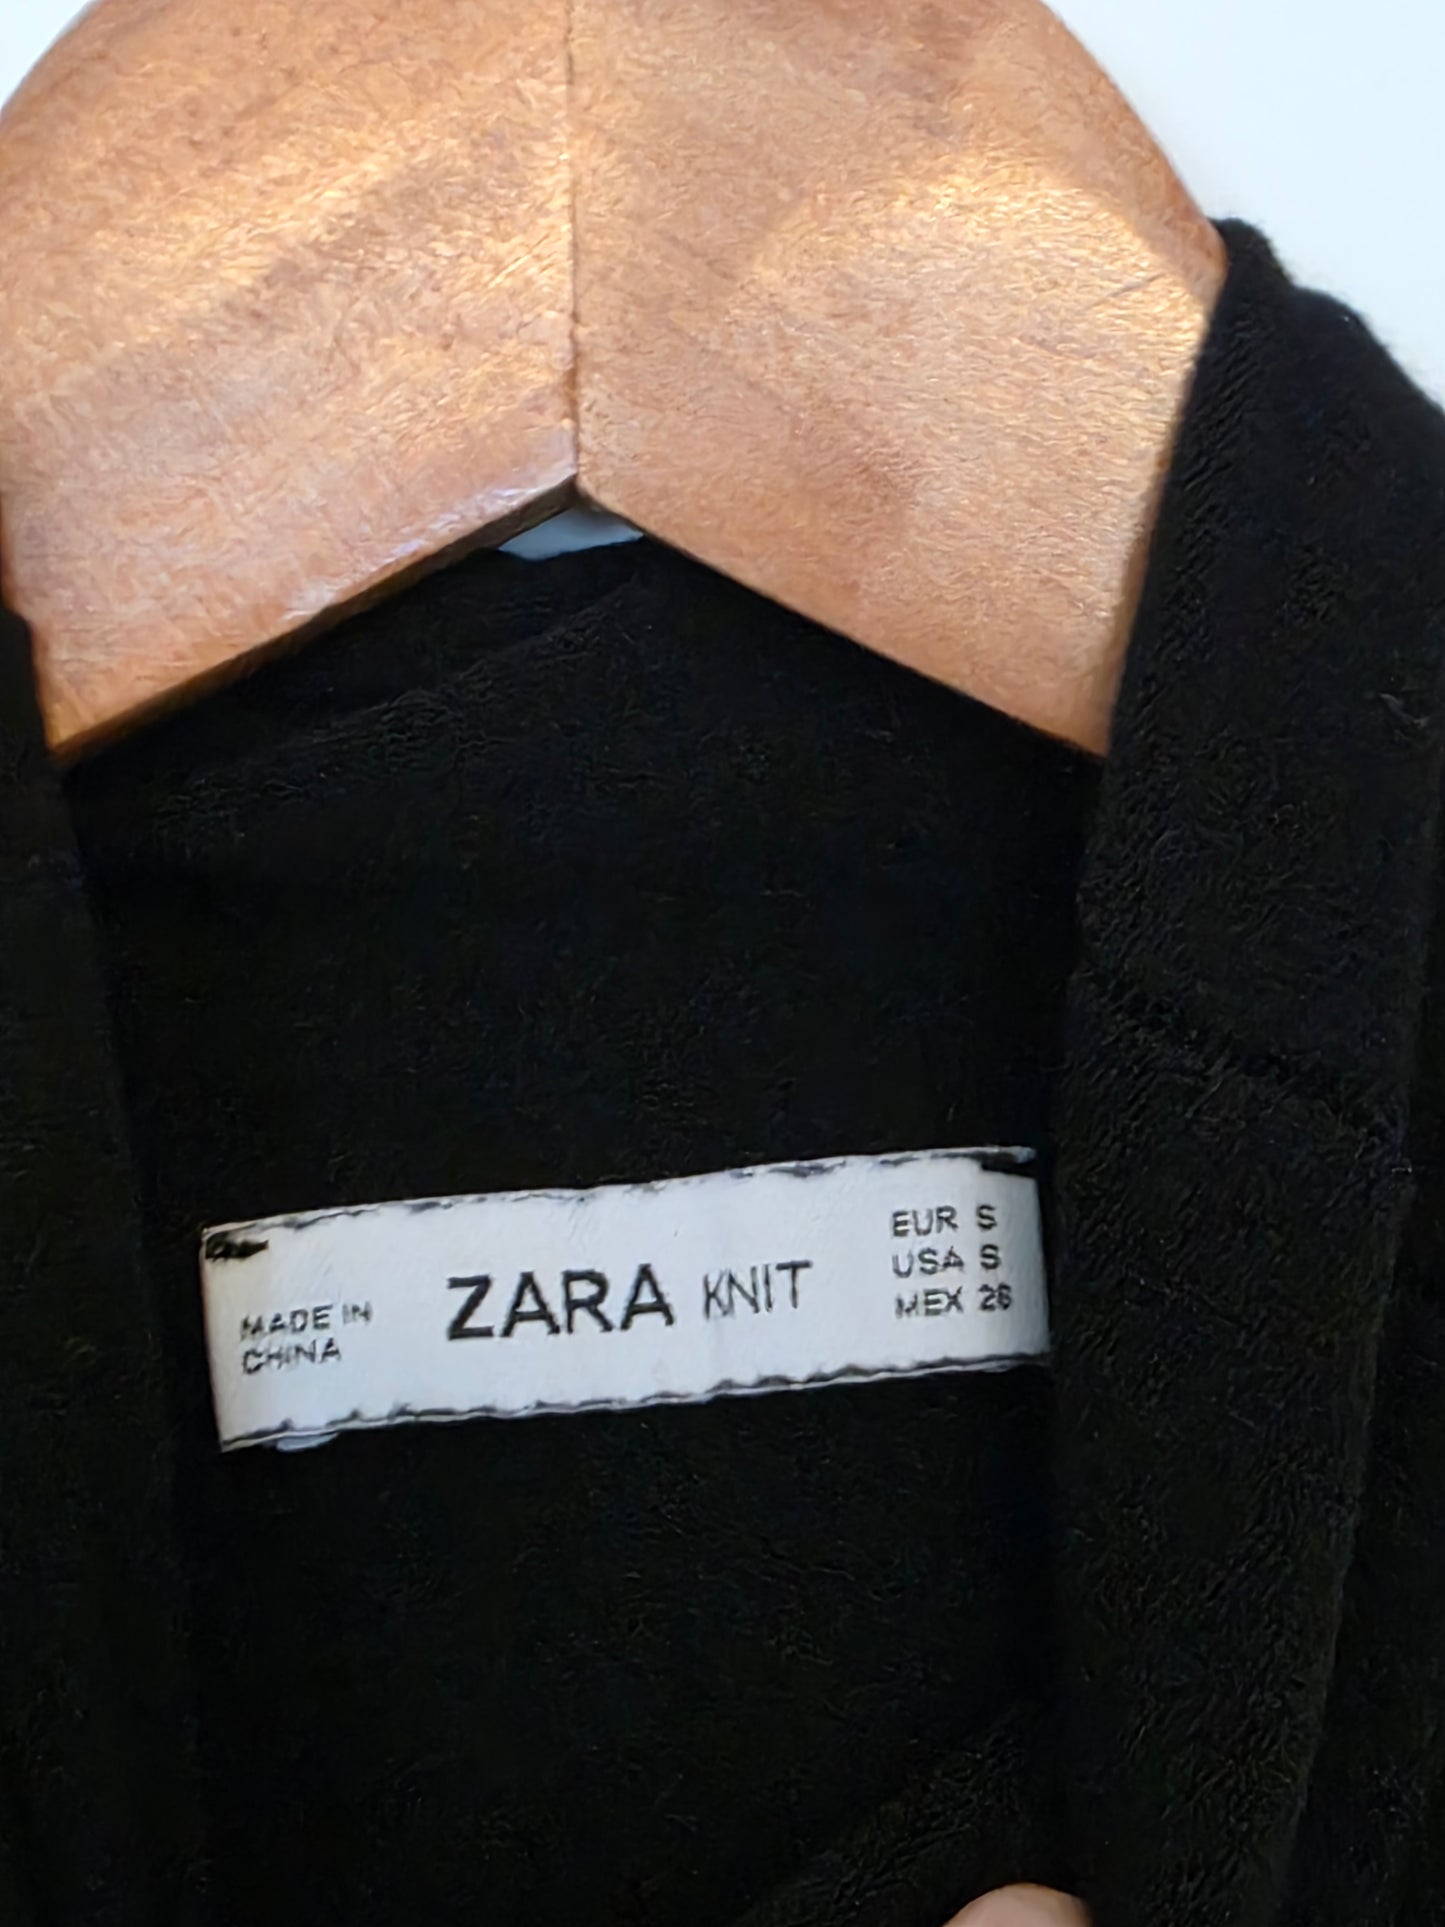 MADE IN
CHINA
ZARA KNIT
EUR S
USA S
MEX 26